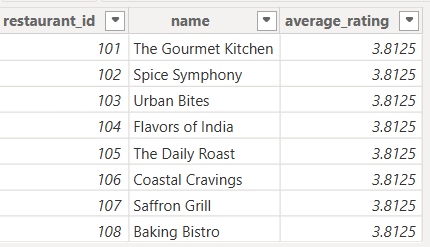 restaurant_id name average_rating
101 The Gourmet Kitchen 3.8125
102 Spice Symphony 3.8125
103 Urban Bites 3.8125
104 Flavors of India 3.8125
105 The Daily Roast 3.8125
106 Coastal Cravings 3.8125
107 Saffron Grill 3.8125
108 Baking Bistro 3.8125